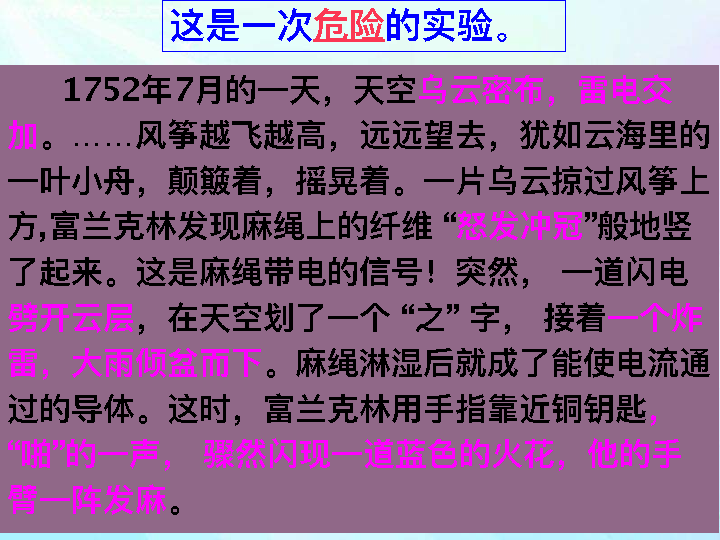 这是一次危险的实验。
1752年7月的一天，天空乌云密布，雷电交
加。……风筝越飞越高，远远望去，犹如云海里的
一叶小舟，颠簸着，摇晃着。一片乌云掠过风筝上
方,富兰克林发现麻绳上的纤维 “怒发冲冠”般地竖
了起来。这是麻绳带电的信号！突然， 一道闪电
劈开云层，在天空划了一个 “之” 字， 接着一个炸
雷，大雨倾盆而下。麻绳淋湿后就成了能使电流通
过的导体。这时，富兰克林用手指靠近铜钥匙，
“啪”的一声， 骤然闪现一道蓝色的火花，他的手
臂一阵发麻。